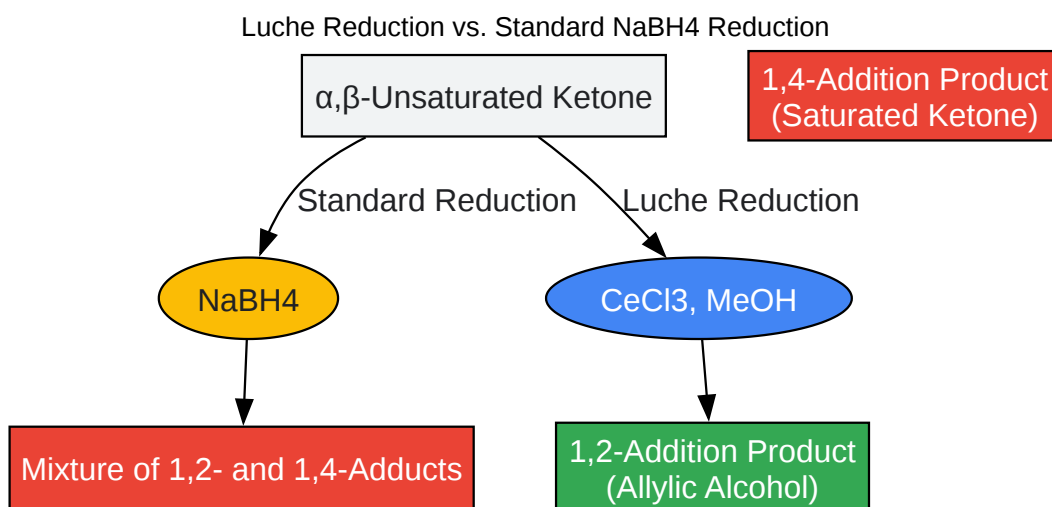 Luche Reduction vs. Standard NaBH4 Reduction
α,β-Unsaturated Ketone
1,4-Addition Product
(Saturated Ketone)
Standard Reduction
Luche Reduction
NaBH4
CeCl3, MeOH
Mixture of 1,2- and 1,4-Adducts
1,2-Addition Product
(Allylic Alcohol)